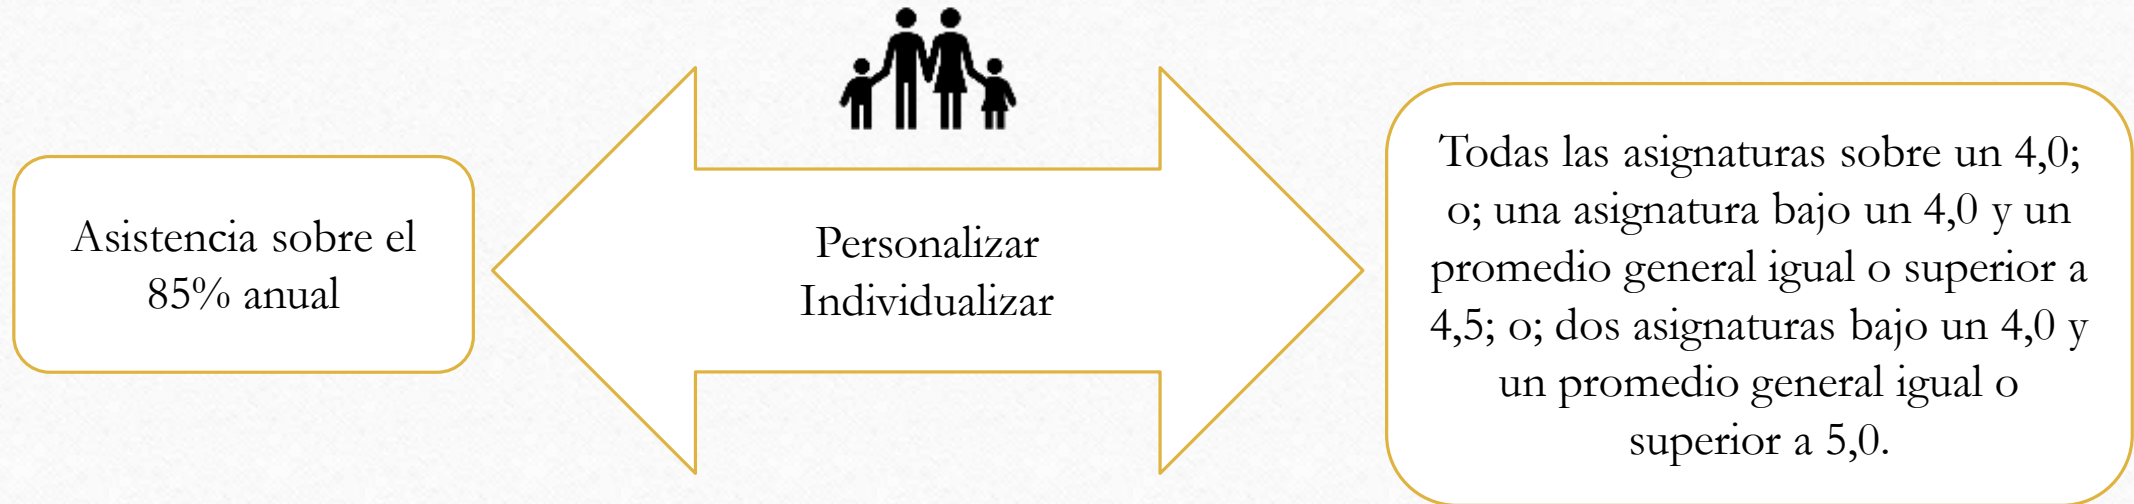 Asistencia sobre el
85% anual
Personalizar
Individualizar
Todas las asignaturas sobre un 4,0;
o; una asignatura bajo un 4,0 y un
promedio general igual o superior a
4,5; o; dos asignaturas bajo un 4,0 y
un promedio general igual o
superior a 5,0.